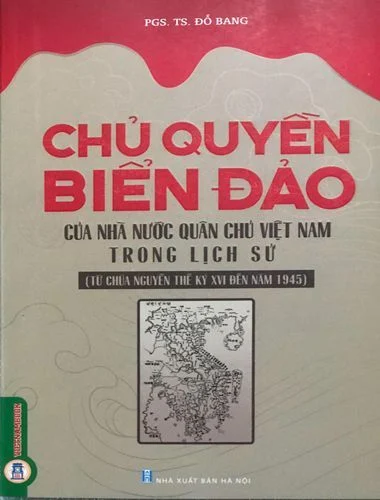 PGS. TS. ĐỖ BANG
CHỦ QUYỀN
BIỂN ĐẢO
CỦA NHÀ NƯỚC QUÂN CHỦ VIỆT NAM
TRONG LỊCH SỬ
(TỪ CHÚA NGUYỄN THẾ KỶ XVI ĐẾN NĂM 1945)
NHÀ XUẤT BẢN HÀ NỘI